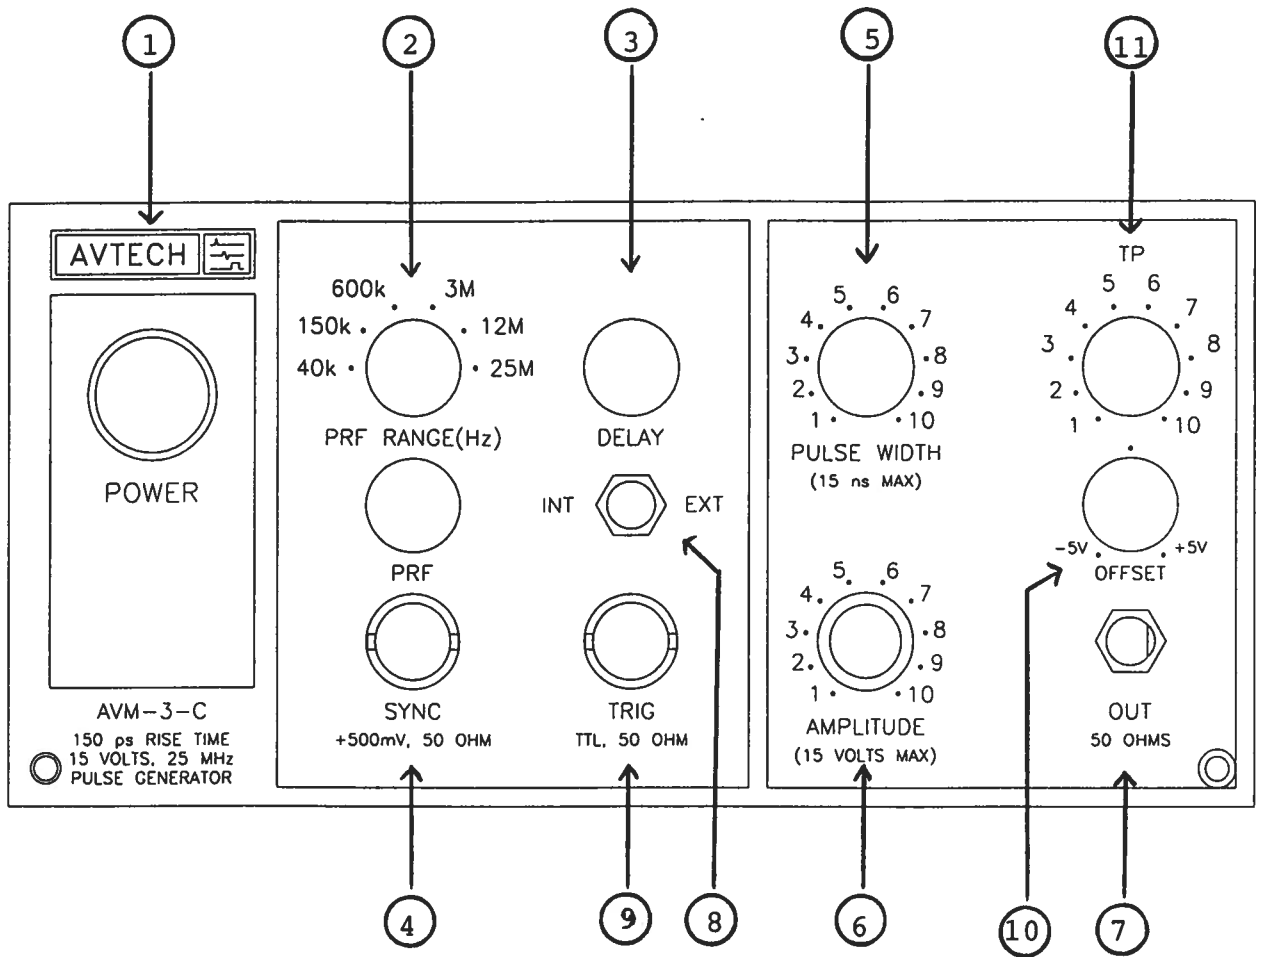 1
2
3
5
11
AVTECH
POWER
AVM-3-C
150 ps RISE TIME
15 VOLTS, 25 MHz
PULSE GENERATOR
600k
3M
150k
12M
40k
25M
PRF RANGE(Hz)
PRF
SYNC
+500mV, 50 OHM
DELAY
INT
EXT
TRIG
TTL, 50 OHM
5 6
4 7
3 8
2 9
1 10
PULSE WIDTH
(15 ns MAX)
5 6
4 7
3 8
2 9
1 10
AMPLITUDE
(15 VOLTS MAX)
TP
5 6
4 7
3 8
2 9
1 10
-5V +5V
OFFSET
OUT
50 OHMS
4
9
8
6
10
7